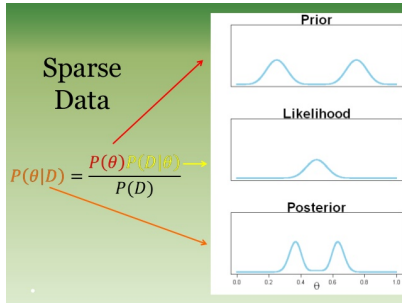 Sparse
Data
P(θ|D) = P(θ)P(D|θ)
P(D)
Prior
Likelihood
Posterior
0.0 0.2 0.4 0.6 0.8 1.0
θ